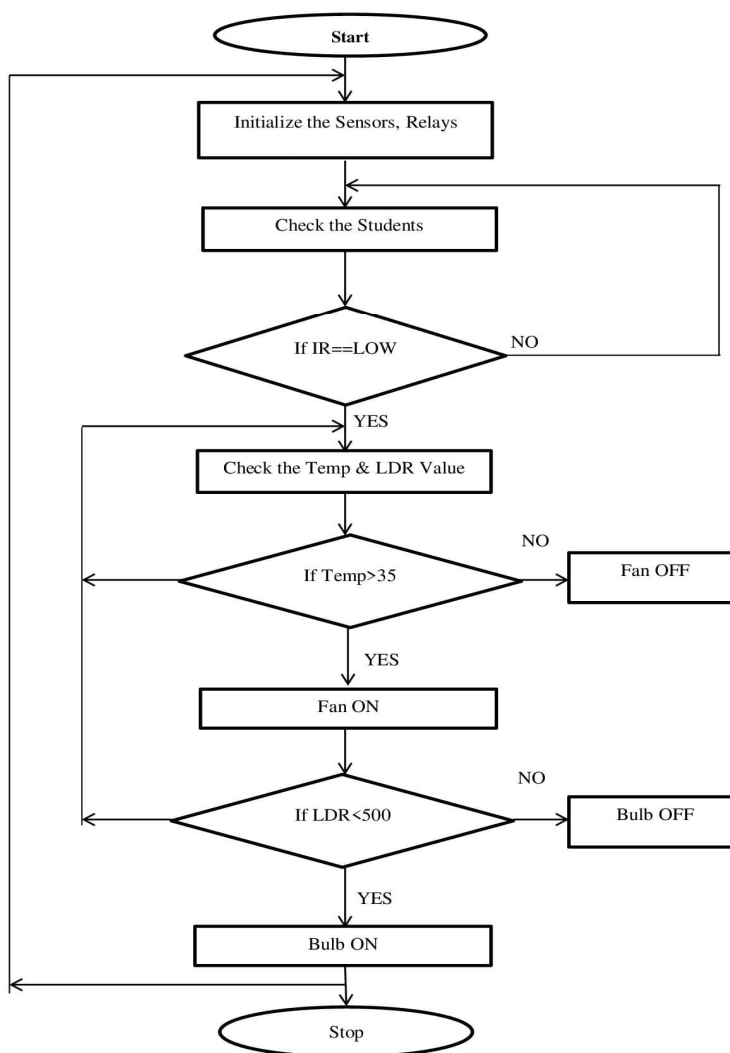 Start
Initialize the Sensors, Relays
Check the Students
If IR==LOW
NO
YES
Check the Temp & LDR Value
NO
If Temp>35
Fan OFF
YES
Fan ON
NO
If LDR<500
Bulb OFF
YES
Bulb ON
Stop